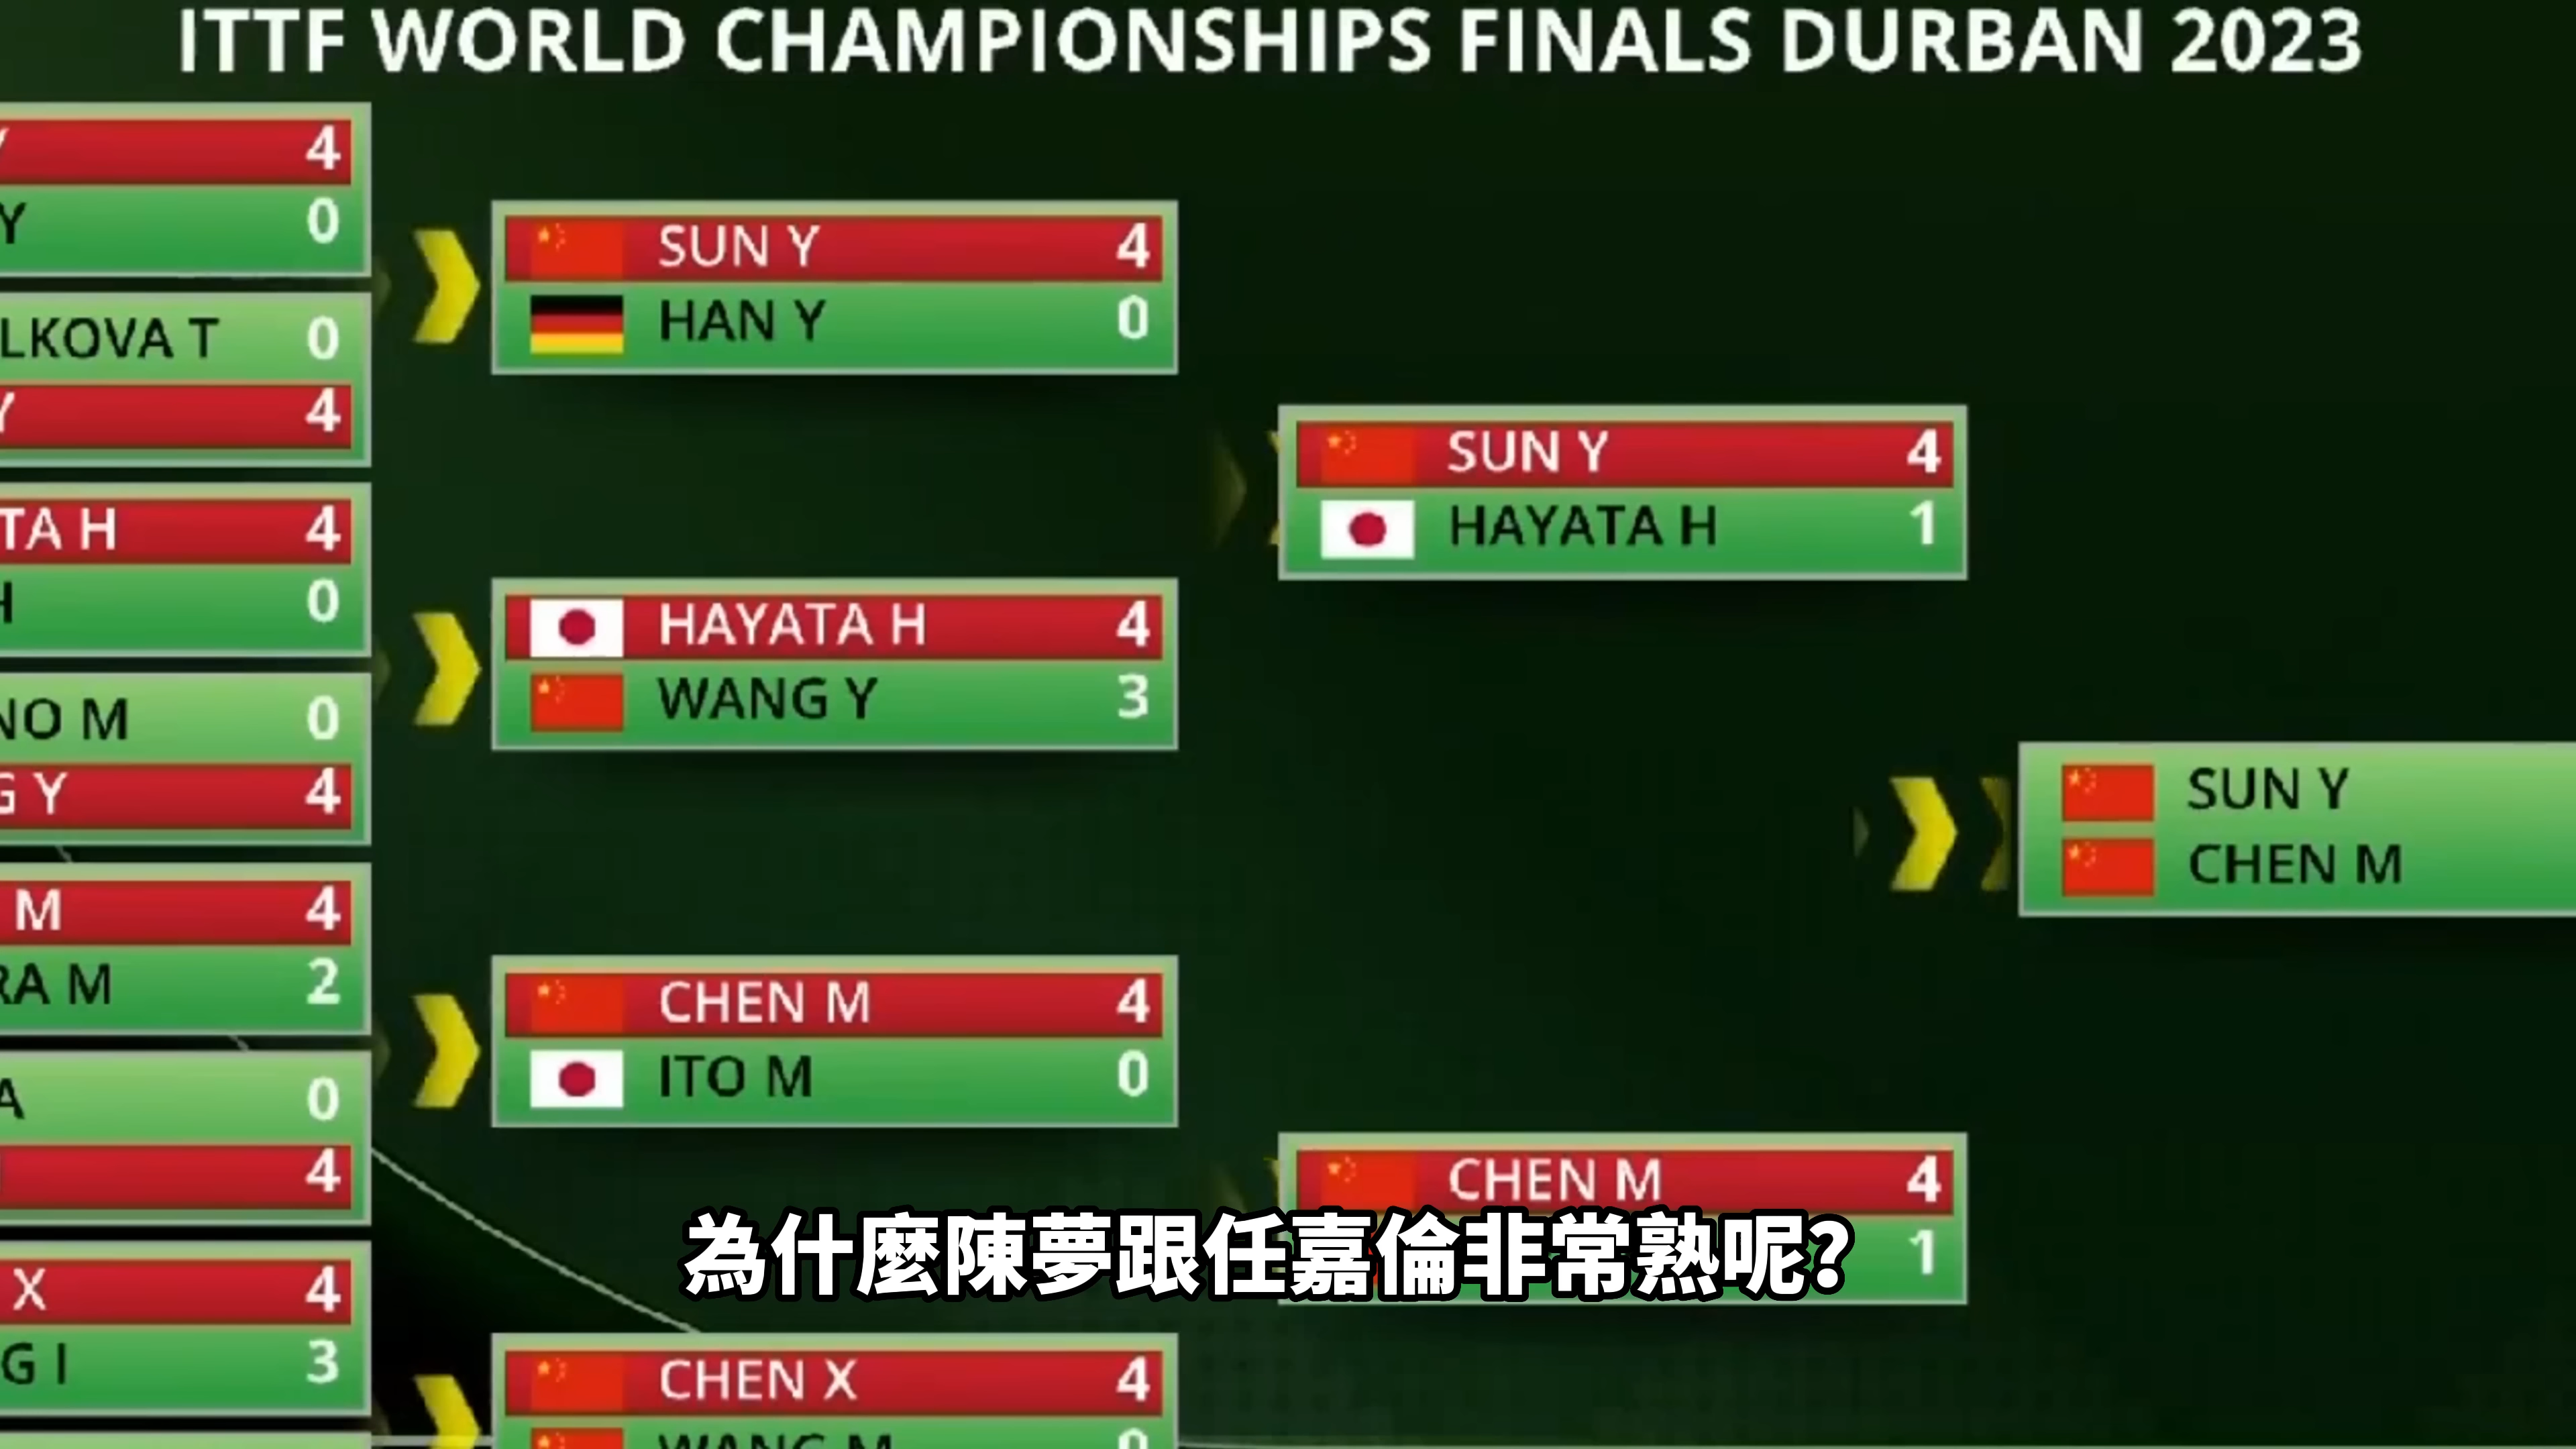 ITTF WORLD CHAMPIONSHIPS FINALS DURBAN 2023
Y 4
Y 0
LKOVA T 0
Y 4
TA H 4
H 0
NO M 0
G Y 4
M 4
RA M 2
A 0
4
X 4
G I 3
SUN Y 4
HAN Y 0
HAYATA H 4
WANG Y 3
CHEN M 4
ITO M 0
CHEN X 4
WANG M 0
SUN Y 4
HAYATA H 1
CHEN M 4
1
SUN Y
CHEN M
為什麼陳夢跟任嘉倫非常熟呢?